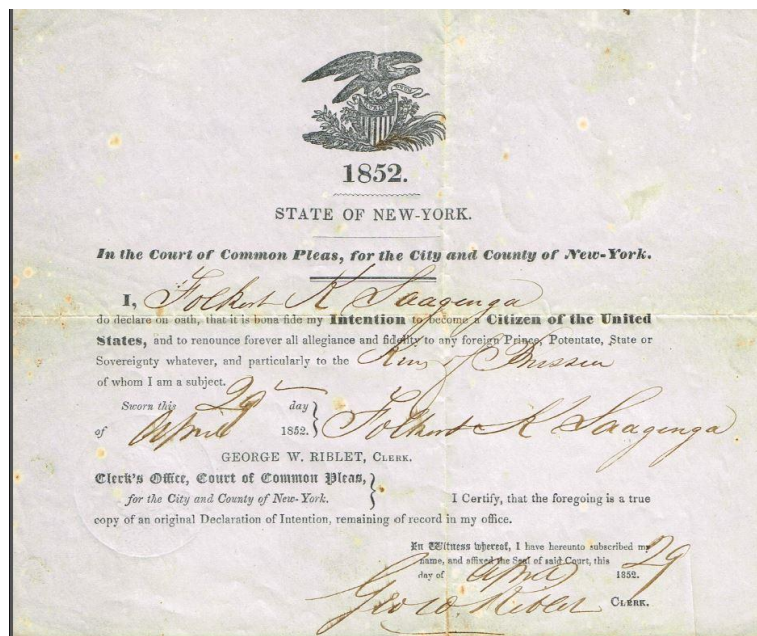 1852.
STATE OF NEW-YORK.
In the Court of Common Pleas, for the City and County of New-York.
I, Folkert K Saagenga
do declare on oath, that it is bona fide my Intention to become a Citizen of the United
States, and to renounce forever all allegiance and fidelity to any foreign Prince, Potentate, State or
Sovereignty whatever, and particularly to the King of Prussia
of whom I am a subject.
Sworn this 29 day
of April 1852. Folkert K Saagenga
GEORGE W. RIBLET, CLERK.
Clerk's Office, Court of Common Pleas,
for the City and County of New-York. I Certify, that the foregoing is a true
copy of an original Declaration of Intention, remaining of record in my office.
In Witness whereof, I have hereunto subscribed my
name, and affixed the Seal of said Court, this 29
day of April 1852.
Geo W. Riblet CLERK.